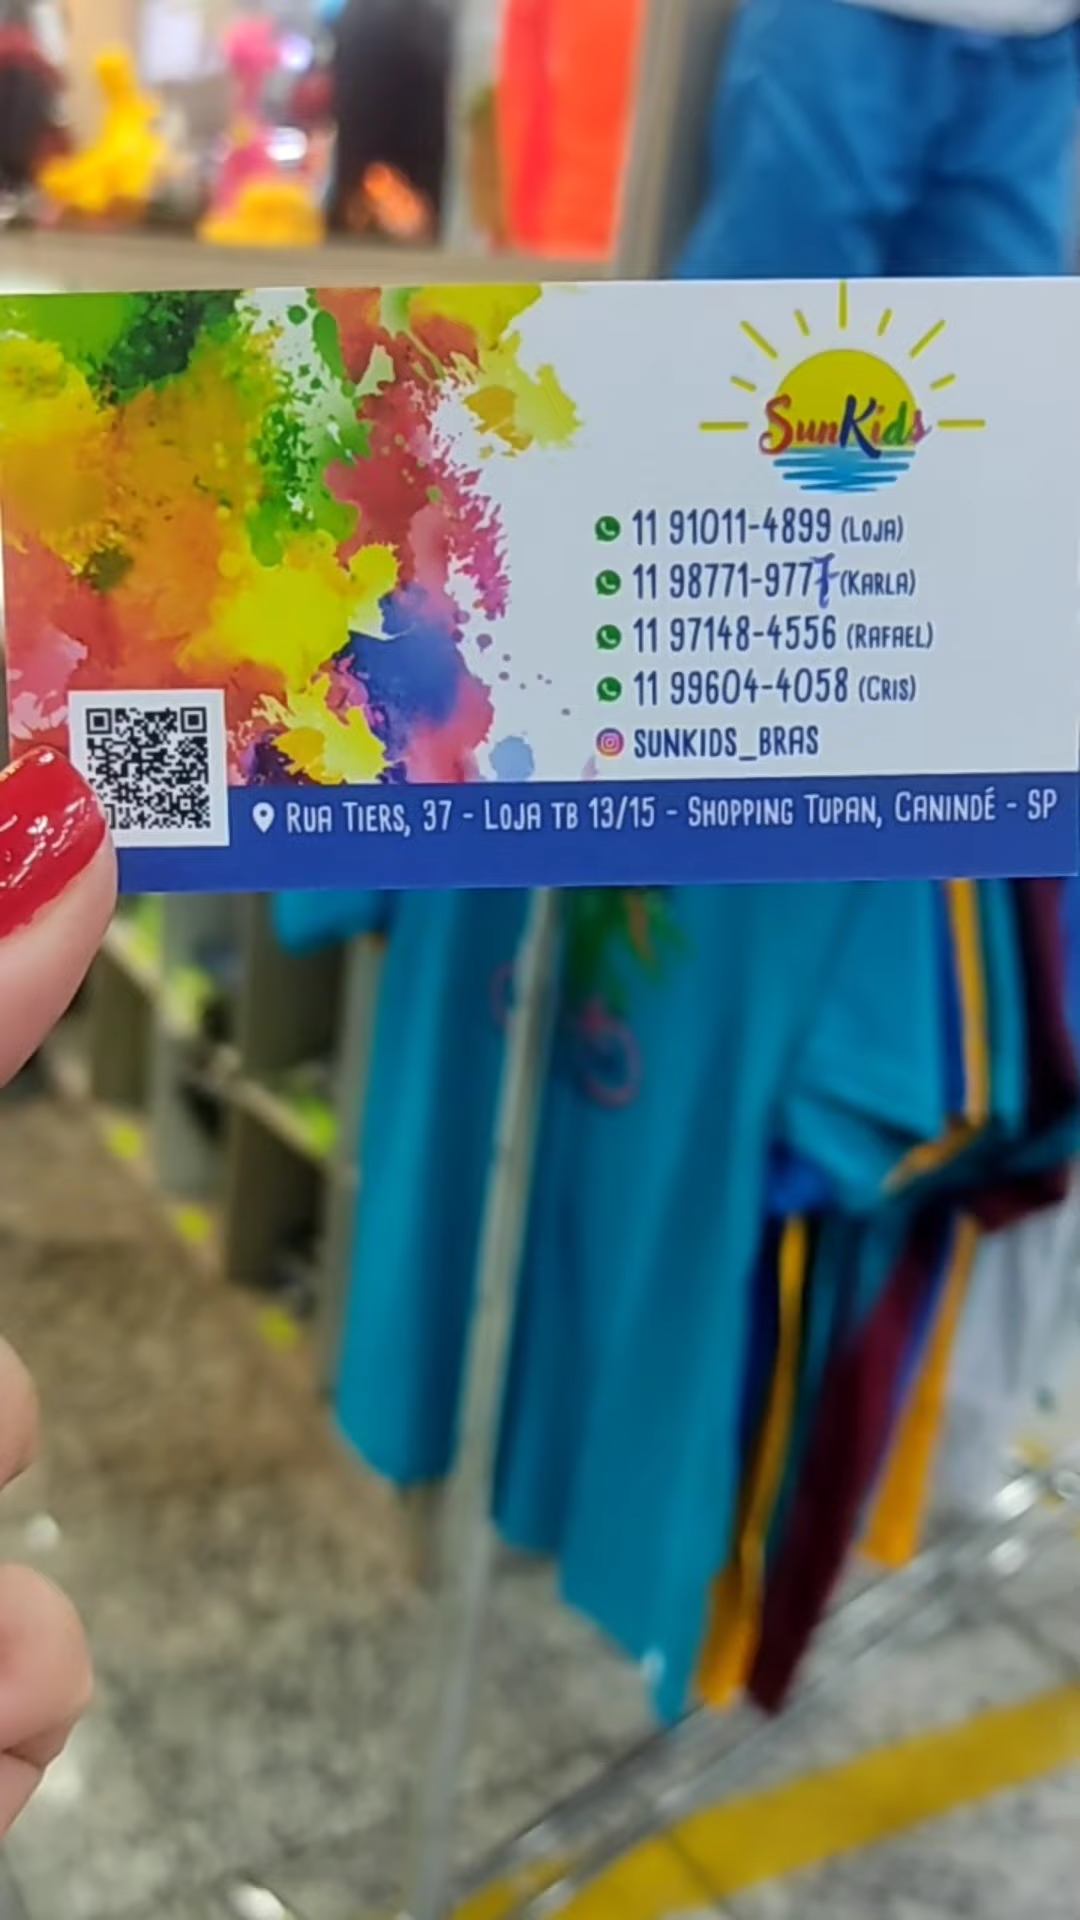 SunKids
11 91011-4899 (LOJA)
11 98771-9777 (KARLA)
11 97148-4556 (RAFAEL)
11 99604-4058 (CRIS)
SUNKIDS_BRAS
RUA TIERS, 37 - LOJA TB 13/15 - SHOPPING TUPAN, CANINDÉ - SP